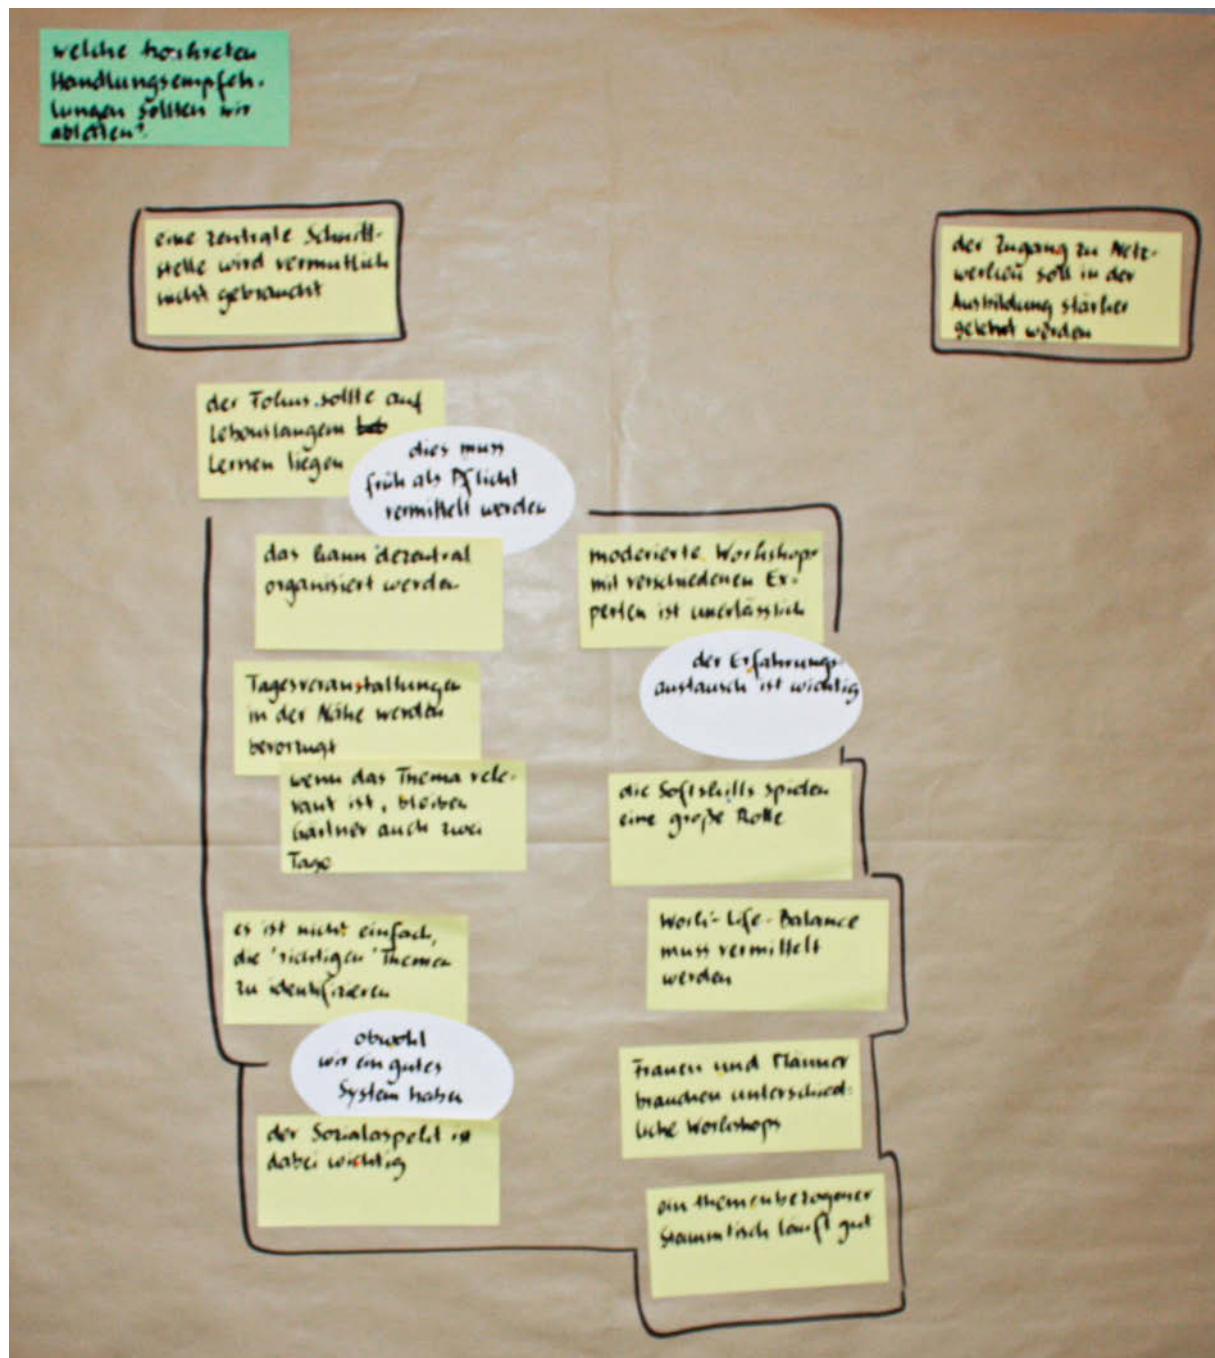 welche konkreten
Handlungsempfeh-
lungen sollten wir
ableiten?
eine zentrale Schnitt-
stelle wird vermutlich
nicht gebraucht
der Zugang zu Netz-
werken soll in der
Ausbildung stärker
gelehrt werden
der Fokus sollte auf
Lebenslangem
Lernen liegen
dies muss
früh als Pflicht
vermittelt werden
das kann dezentral
organisiert werden
Tagesveranstaltungen
in der Nähe werden
bevorzugt
wenn das Thema rele-
vant ist, bleiben
Gärtner auch zwei
Tage
es ist nicht einfach,
die 'richtigen' Themen
zu identifizieren
obwohl
wir ein gutes
System haben
der Sozialaspekt ist
dabei wichtig
moderierte Workshops
mit verschiedenen Ex-
perten ist unerlässlich
der Erfahrungs-
austausch ist wichtig
die Softskills spielen
eine große Rolle
Work-Life-Balance
muss vermittelt
werden
Frauen und Männer
brauchen unterschied-
liche Workshops
ein themenbezogener
Stammtisch läuft gut